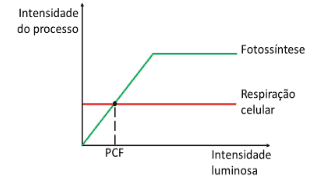 Intensidade
do processo
Fotossíntese
Respiração
celular
PCF
Intensidade
luminosa